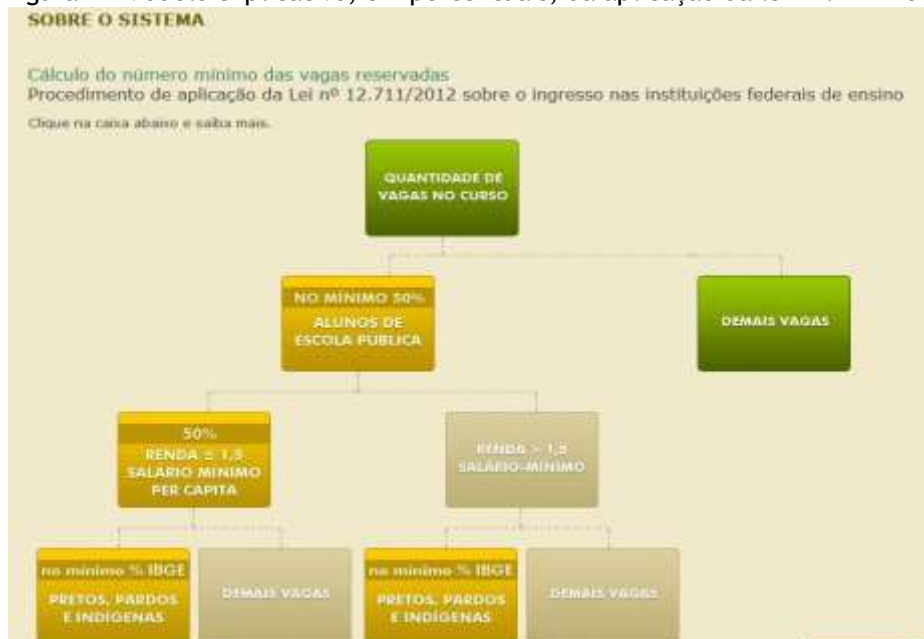 SOBRE O SISTEMA
Cálculo do número mínimo das vagas reservadas
Procedimento de aplicação da Lei nº 12.711/2012 sobre o ingresso nas instituições federais de ensino
Clique na caixa abaixo e saiba mais.
QUANTIDADE DE
VAGAS NO CURSO
NO MÍNIMO 50%
ALUNOS DE
ESCOLA PÚBLICA
DEMAIS VAGAS
50%
RENDA ≤ 1,5
SALÁRIO MÍNIMO
PER CAPITA
RENDA > 1,5
SALÁRIO-MÍNIMO
no mínimo % IBGE
PRETOS, PARDOS
E INDÍGENAS
DEMAIS VAGAS
no mínimo % IBGE
PRETOS, PARDOS
E INDÍGENAS
DEMAIS VAGAS